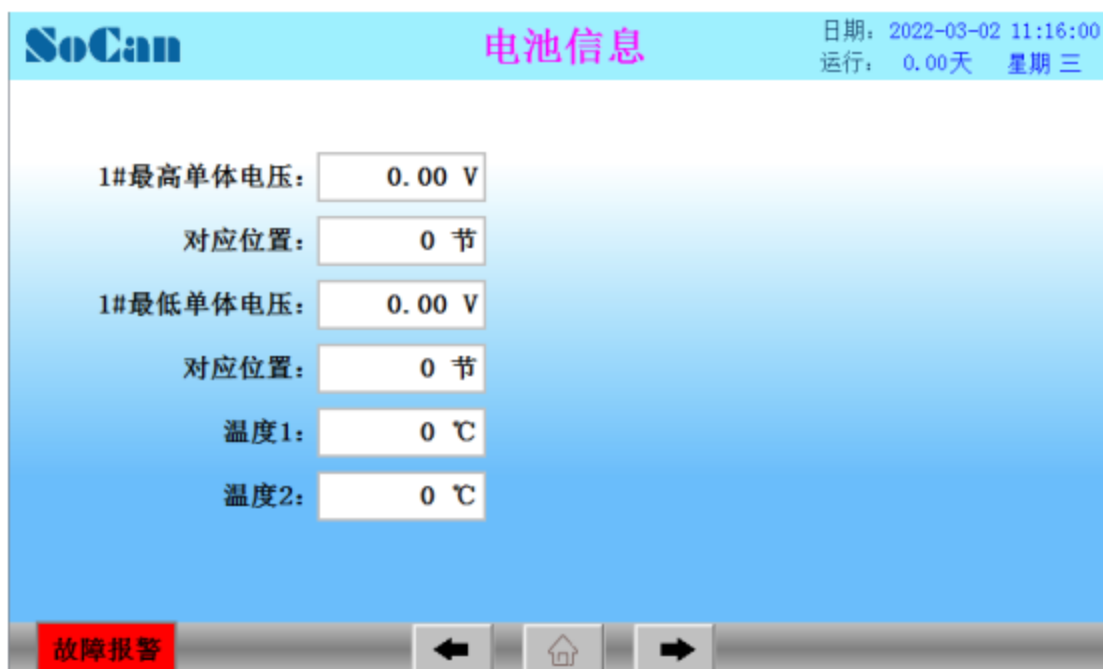 SoCan
电池信息
日期: 2022-03-02 11:16:00
运行: 0.00天 星期 三
1#最高单体电压: 0.00 V
对应位置: 0 节
1#最低单体电压: 0.00 V
对应位置: 0 节
温度1: 0 ℃
温度2: 0 ℃
故障报警